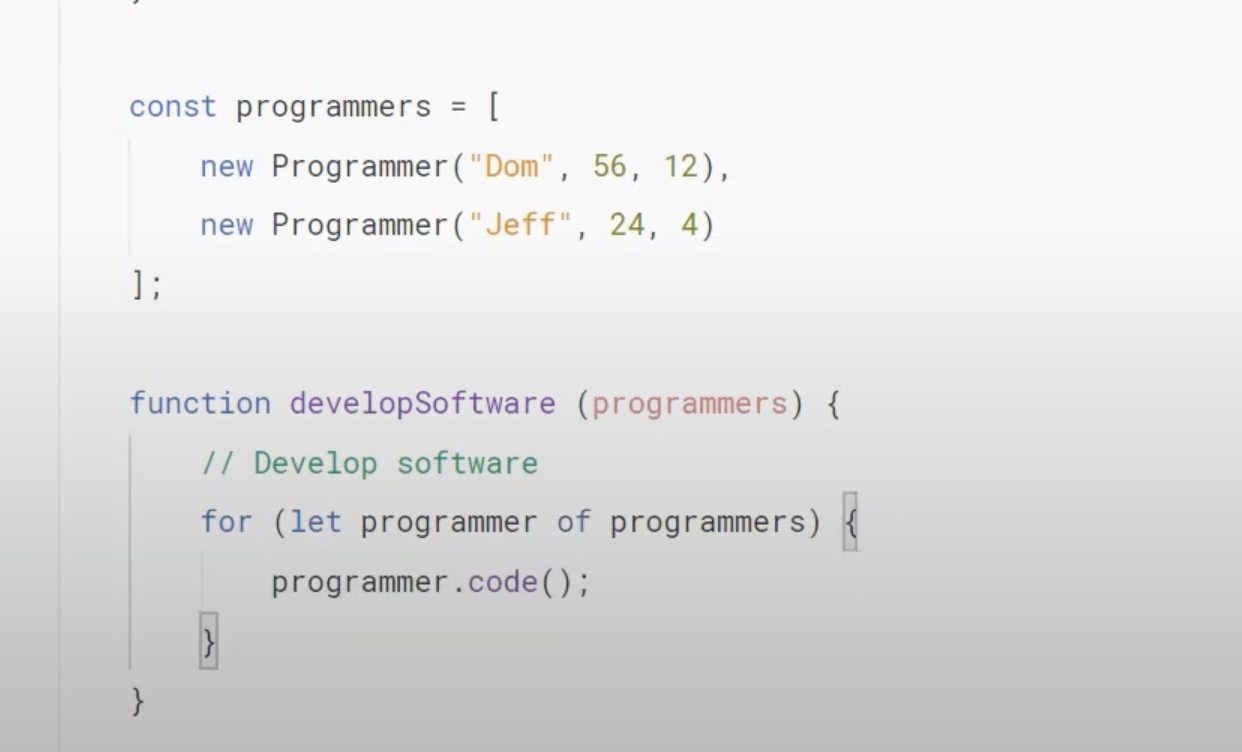 const programmers = [
    new Programmer("Dom", 56, 12),
    new Programmer("Jeff", 24, 4)
];
function developSoftware (programmers) {
    // Develop software
    for (let programmer of programmers) {
        programmer.code();
    }
}